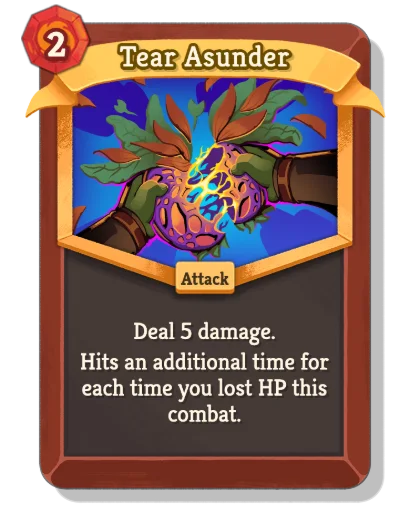 2
Tear Asunder
Attack
Deal 5 damage.
Hits an additional time for
each time you lost HP this
combat.